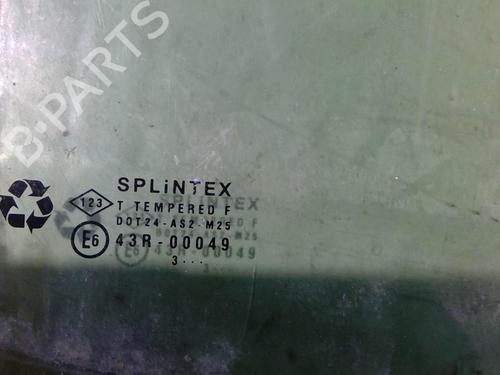 B-PARTS
SPLiNTEX
123 T TEMPERED F
DOT24-AS2-M25
E6 43R-00049
3...